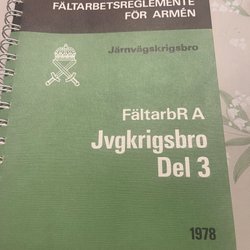 FÄLTARBETSREGLEMENTE
FÖR ARMÉN
Järnvägskrigsbro
FältarbR A
Jvgkrigsbro
Del 3
1978